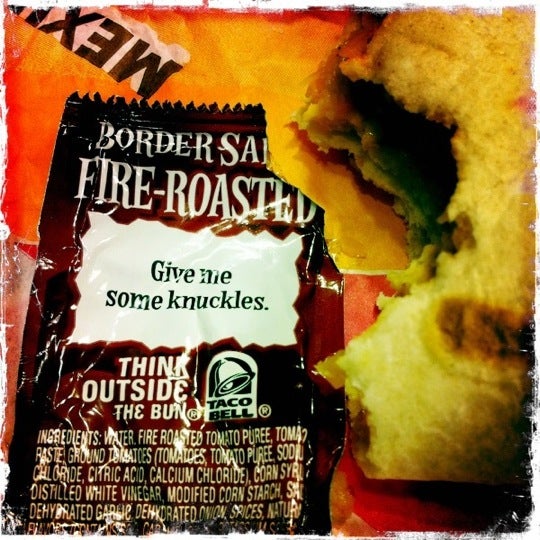 MEXI
BORDER SA
FIRE-ROASTED
Give me
some knuckles.
THINK
OUTSIDE
THE BUN®
TACO
BELL®
INGREDIENTS: WATER, FIRE ROASTED TOMATO PUREE, TOMA
PASTE, GROUND TOMATOES (TOMATOES, TOMATO PUREE, SODIU
CHLORIDE, CITRIC ACID, CALCIUM CHLORIDE), CORN SYRU
DISTILLED WHITE VINEGAR, MODIFIED CORN STARCH, SA
DEHYDRATED GARLIC, DEHYDRATED ONION, SPICES, NATUR